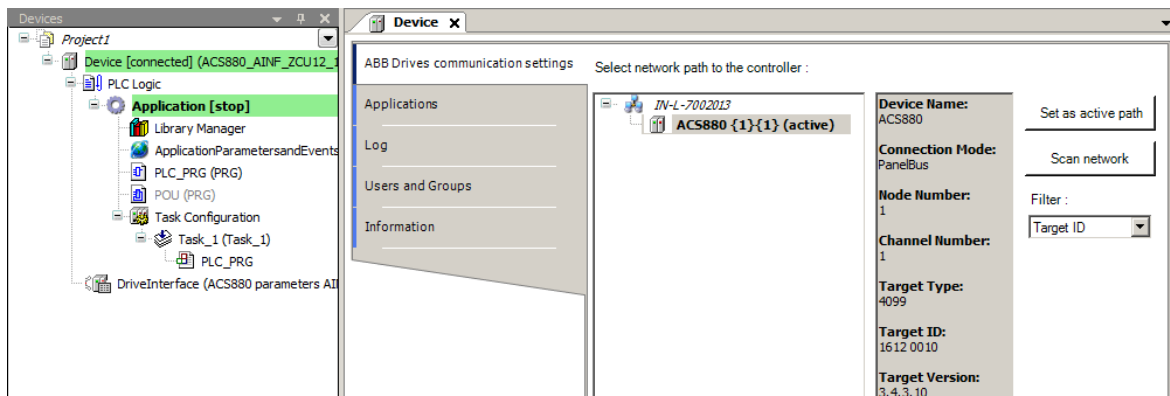 Devices
Project1
Device [connected] (ACS880_AINF_ZCU12_1
PLC Logic
Application [stop]
Library Manager
ApplicationParametersandEvents
PLC_PRG (PRG)
POU (PRG)
Task Configuration
Task_1 (Task_1)
PLC_PRG
DriveInterface (ACS880 parameters AI
Device
ABB Drives communication settings
Applications
Log
Users and Groups
Information
Select network path to the controller :
IN-L-7002013
ACS880 {1}{1} (active)
Device Name:
ACS880
Connection Mode:
PanelBus
Node Number:
1
Channel Number:
1
Target Type:
4099
Target ID:
1612 0010
Target Version:
3.4.3.10
Set as active path
Scan network
Filter :
Target ID